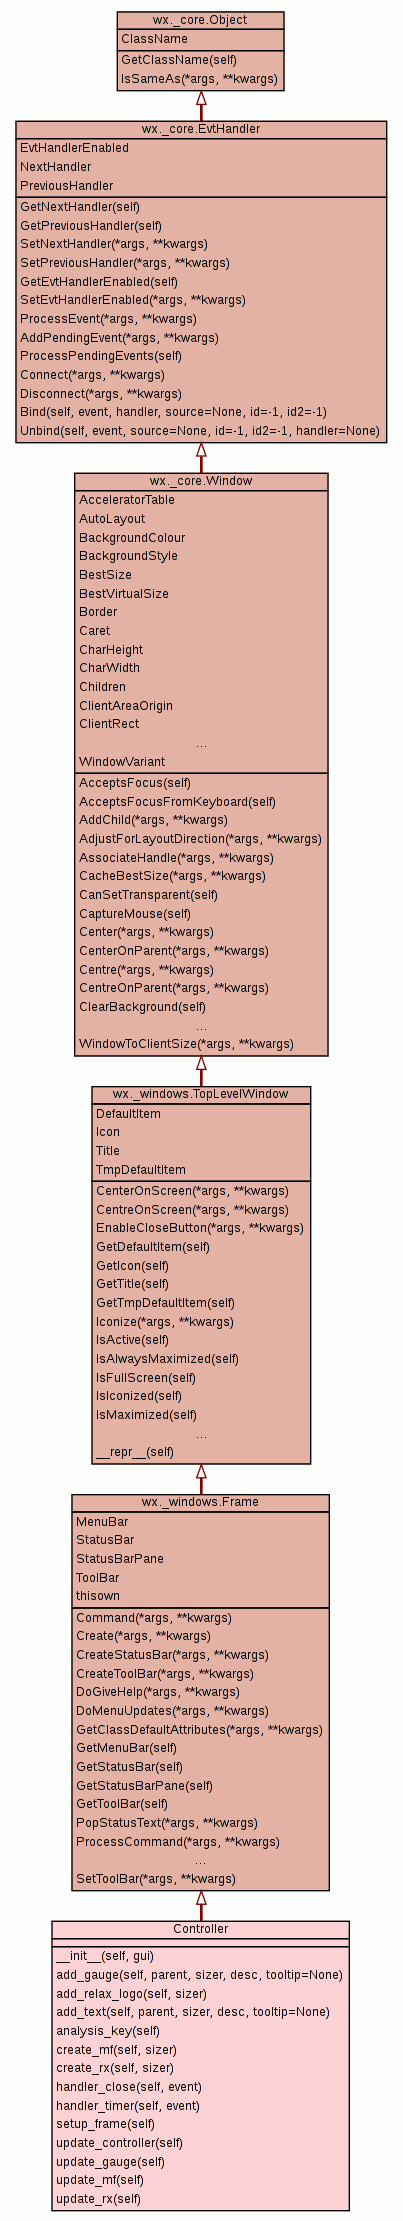 wx._core.Object
ClassName
GetClassName(self)
IsSameAs(*args, **kwargs)
wx._core.EvtHandler
EvtHandlerEnabled
NextHandler
PreviousHandler
GetNextHandler(self)
GetPreviousHandler(self)
SetNextHandler(*args, **kwargs)
SetPreviousHandler(*args, **kwargs)
GetEvtHandlerEnabled(self)
SetEvtHandlerEnabled(*args, **kwargs)
ProcessEvent(*args, **kwargs)
AddPendingEvent(*args, **kwargs)
ProcessPendingEvents(self)
Connect(*args, **kwargs)
Disconnect(*args, **kwargs)
Bind(self, event, handler, source=None, id=-1, id2=-1)
Unbind(self, event, source=None, id=-1, id2=-1, handler=None)
wx._core.Window
AcceleratorTable
AutoLayout
BackgroundColour
BackgroundStyle
BestSize
BestVirtualSize
Border
Caret
CharHeight
CharWidth
Children
ClientAreaOrigin
ClientRect
...
WindowVariant
AcceptsFocus(self)
AcceptsFocusFromKeyboard(self)
AddChild(*args, **kwargs)
AdjustForLayoutDirection(*args, **kwargs)
AssociateHandle(*args, **kwargs)
CacheBestSize(*args, **kwargs)
CanSetTransparent(self)
CaptureMouse(self)
Center(*args, **kwargs)
CenterOnParent(*args, **kwargs)
Centre(*args, **kwargs)
CentreOnParent(*args, **kwargs)
ClearBackground(self)
...
WindowToClientSize(*args, **kwargs)
wx._windows.TopLevelWindow
DefaultItem
Icon
Title
TmpDefaultItem
CenterOnScreen(*args, **kwargs)
CentreOnScreen(*args, **kwargs)
EnableCloseButton(*args, **kwargs)
GetDefaultItem(self)
GetIcon(self)
GetTitle(self)
GetTmpDefaultItem(self)
Iconize(*args, **kwargs)
IsActive(self)
IsAlwaysMaximized(self)
IsFullScreen(self)
IsIconized(self)
IsMaximized(self)
...
__repr__(self)
wx._windows.Frame
MenuBar
StatusBar
StatusBarPane
ToolBar
thisown
Command(*args, **kwargs)
Create(*args, **kwargs)
CreateStatusBar(*args, **kwargs)
CreateToolBar(*args, **kwargs)
DoGiveHelp(*args, **kwargs)
DoMenuUpdates(*args, **kwargs)
GetClassDefaultAttributes(*args, **kwargs)
GetMenuBar(self)
GetStatusBar(self)
GetStatusBarPane(self)
GetToolBar(self)
PopStatusText(*args, **kwargs)
ProcessCommand(*args, **kwargs)
...
SetToolBar(*args, **kwargs)
Controller
__init__(self, gui)
add_gauge(self, parent, sizer, desc, tooltip=None)
add_relax_logo(self, sizer)
add_text(self, parent, sizer, desc, tooltip=None)
analysis_key(self)
create_mf(self, sizer)
create_rx(self, sizer)
handler_close(self, event)
handler_timer(self, event)
setup_frame(self)
update_controller(self)
update_gauge(self)
update_mf(self)
update_rx(self)